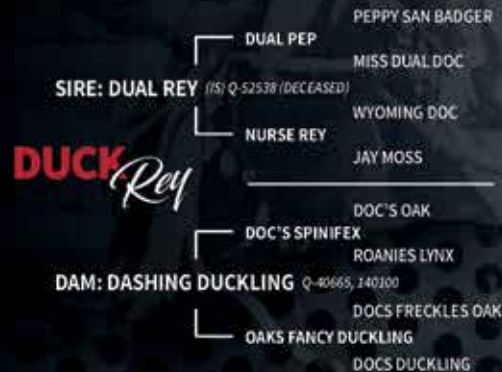 PEPPY SAN BADGER
DUAL PEP
MISS DUAL DOC
SIRE: DUAL REY (IS) Q-52538 (DECEASED)
WYOMING DOC
NURSE REY
JAY MOSS
DUCK Rey
DOC'S OAK
DOC'S SPINIFEX
ROANIES LYNX
DAM: DASHING DUCKLING Q-40665, 140100
DOCS FRECKLES OAK
OAKS FANCY DUCKLING
DOCS DUCKLING